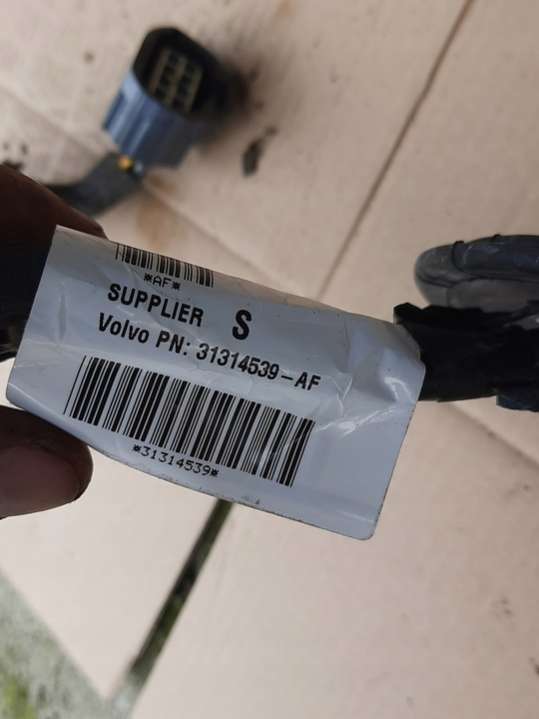 *AF*
SUPPLIER S
Volvo PN: 31314539-AF
*31314539*